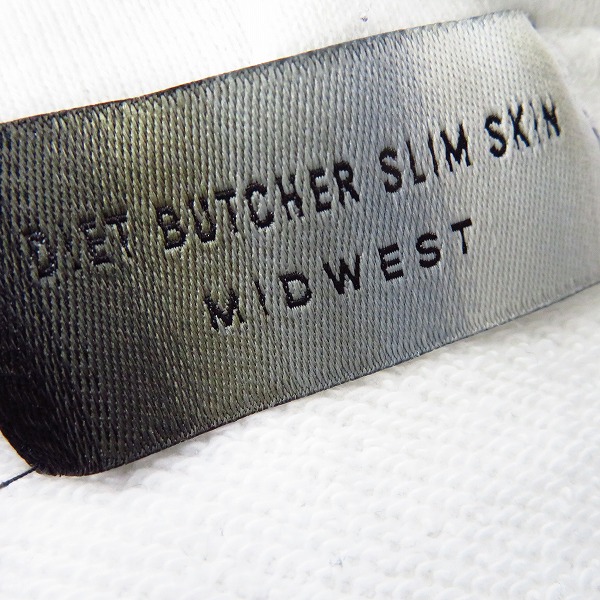 DIET BUTCHER SLIM SKIN
MIDWEST